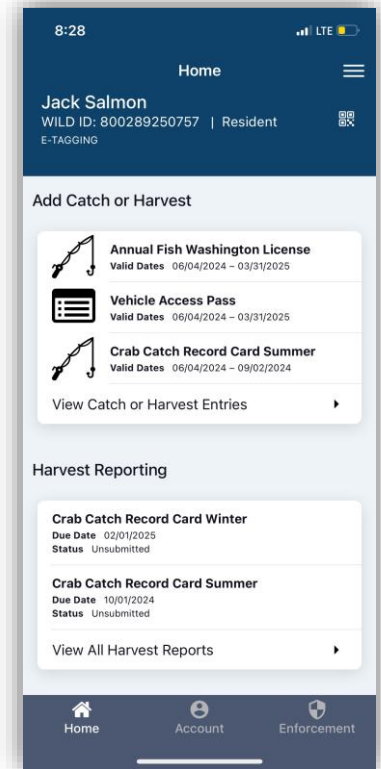 8:28
LTE
Home
Jack Salmon
WILD ID: 800289250757 | Resident
E-TAGGING
Add Catch or Harvest
Annual Fish Washington License
Valid Dates 06/04/2024 – 03/31/2025
Vehicle Access Pass
Valid Dates 06/04/2024 – 03/31/2025
Crab Catch Record Card Summer
Valid Dates 06/04/2024 – 09/02/2024
View Catch or Harvest Entries
Harvest Reporting
Crab Catch Record Card Winter
Due Date 02/01/2025
Status Unsubmitted
Crab Catch Record Card Summer
Due Date 10/01/2024
Status Unsubmitted
View All Harvest Reports
Home Account Enforcement